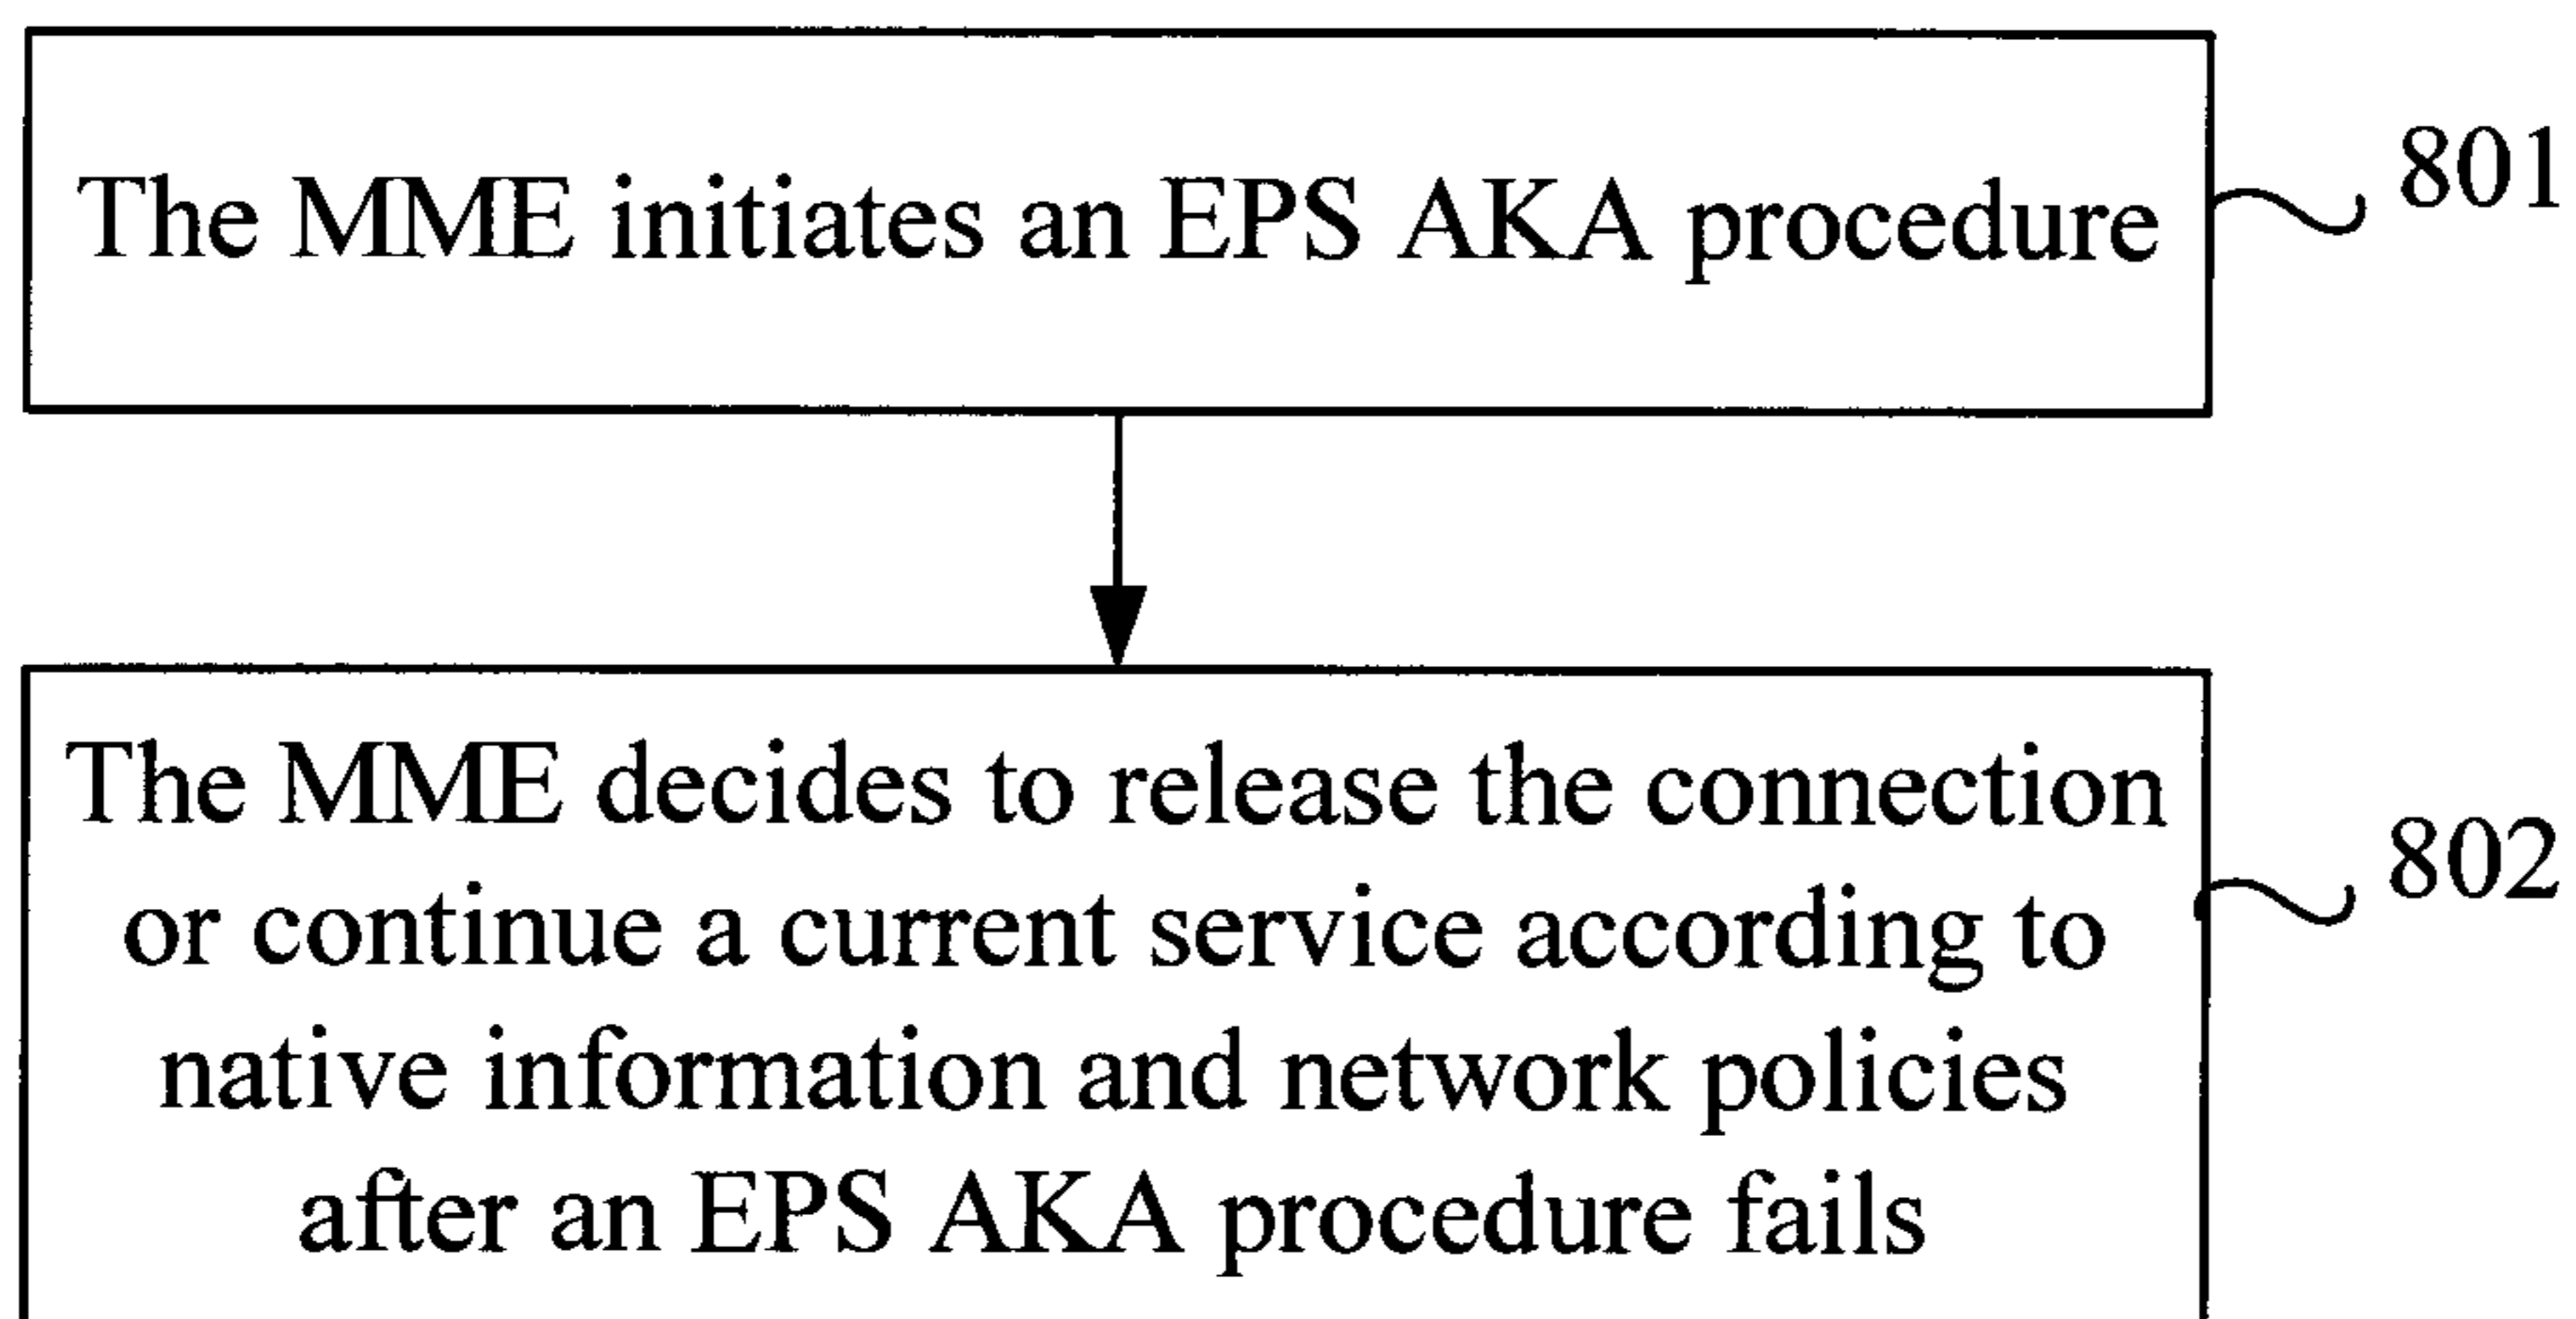 The MME initiates an EPS AKA procedure
801
The MME decides to release the connection
or continue a current service according to
native information and network policies
after an EPS AKA procedure fails
802